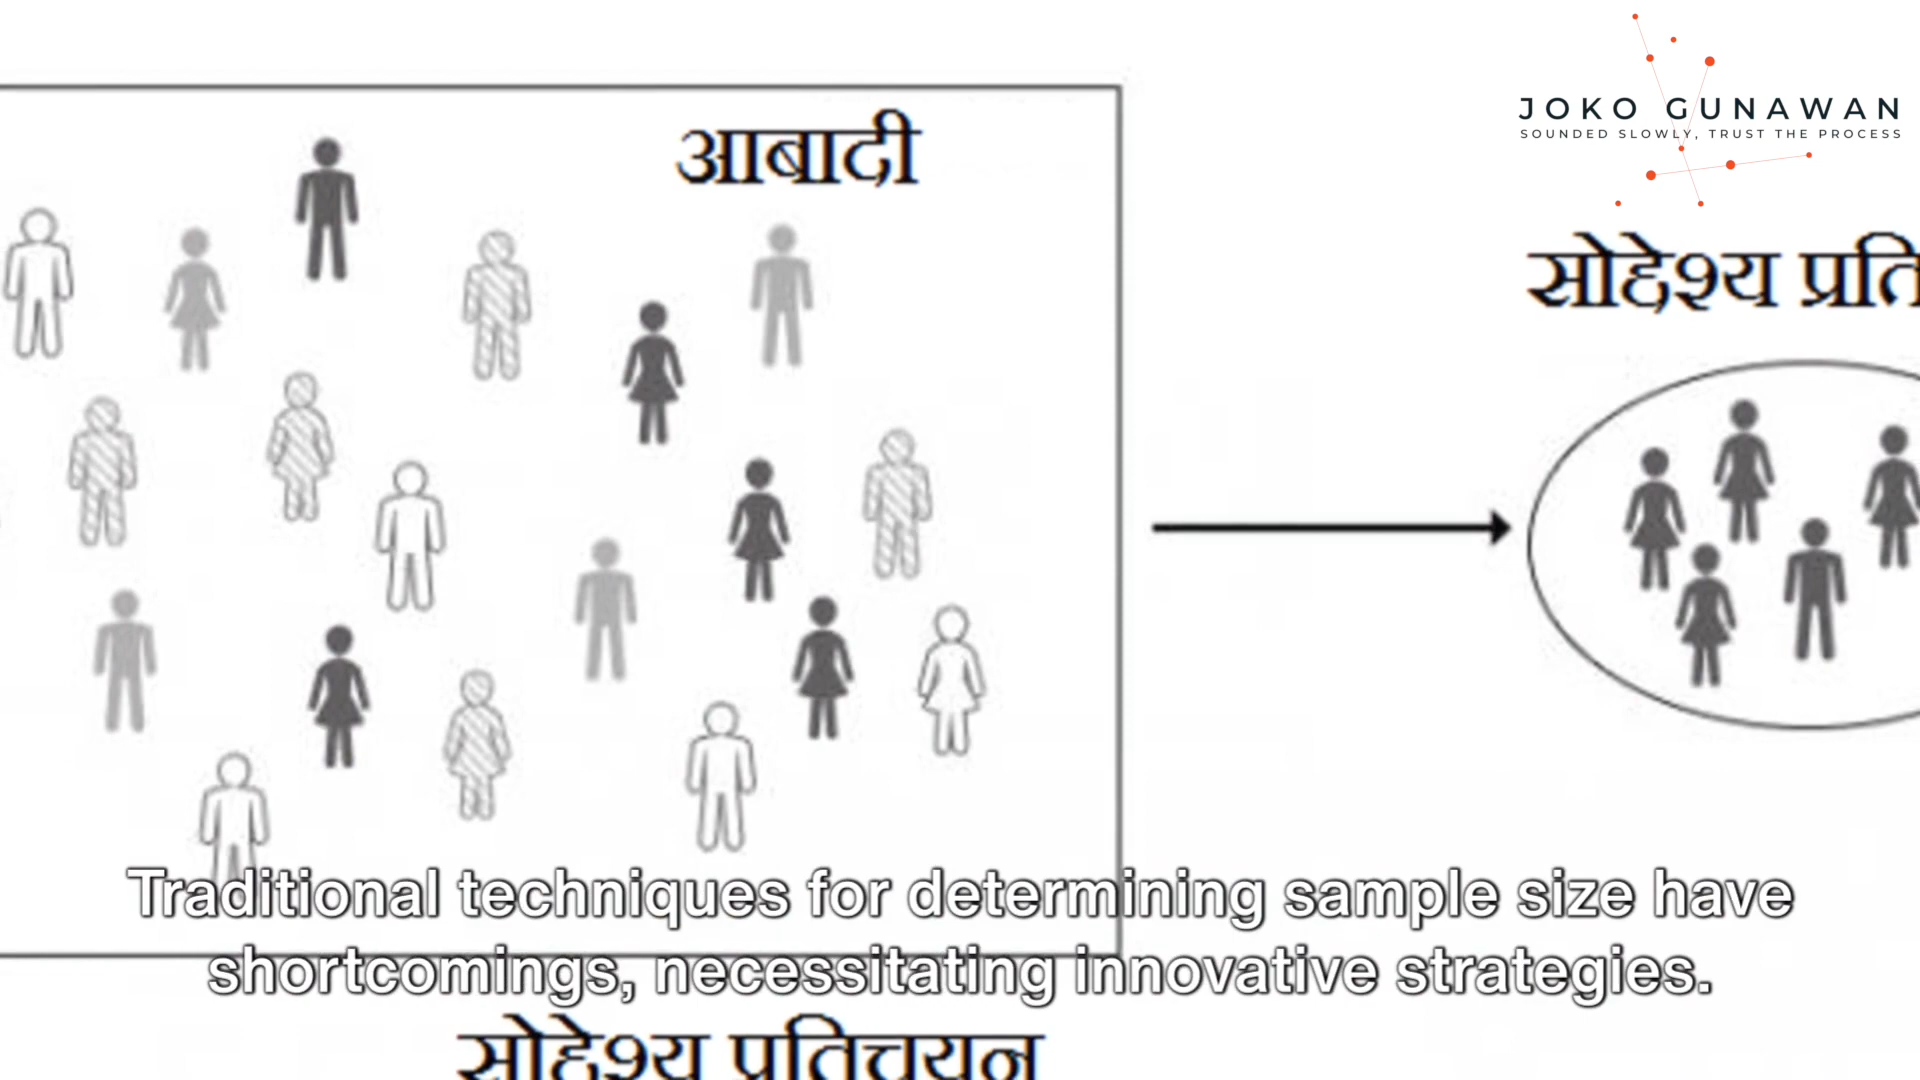 JOKO GUNAWAN
SOUNDED SLOWLY, TRUST THE PROCESS
आबादी
सोद्देश्य
Traditional techniques for determining sample size have
shortcomings, necessitating innovative strategies.
सोद्देश्य प्रतिचयन